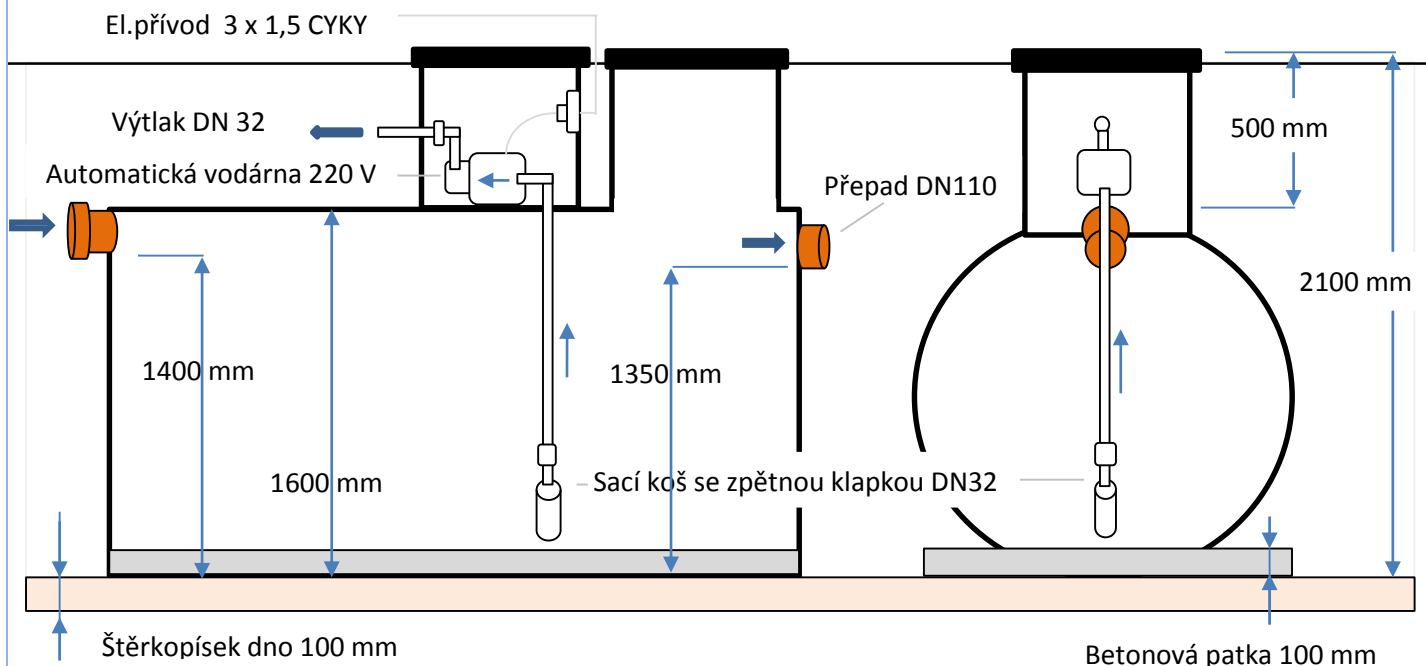 El.přívod 3 x 1,5 CYKY
Výtlak DN 32
Automatická vodárna 220 V
500 mm
Přepad DN110
2100 mm
1400 mm
1350 mm
1600 mm
Sací koš se zpětnou klapkou DN32
Štěrkopísek dno 100 mm
Betonová patka 100 mm